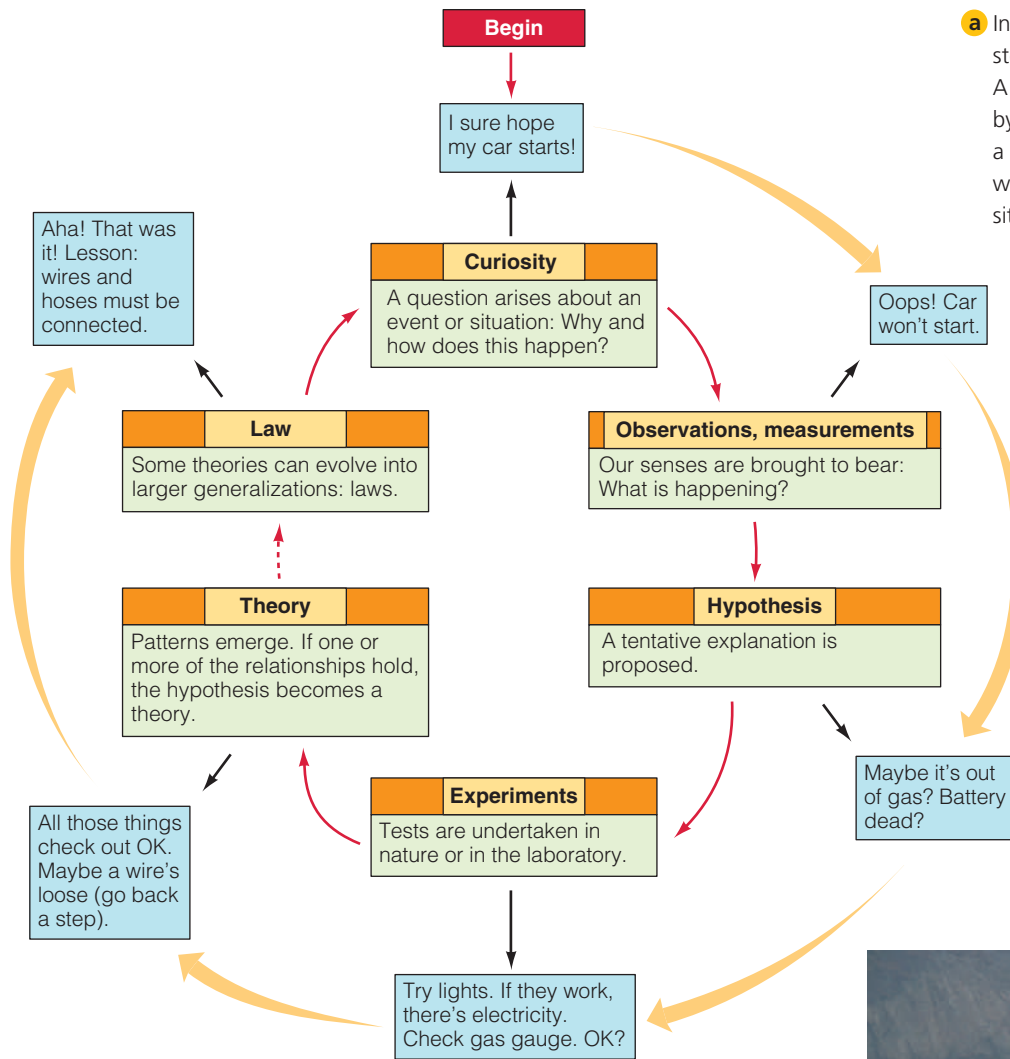 Begin
I sure hope
my car starts!
Curiosity
A question arises about an
event or situation: Why and
how does this happen?
Oops! Car
won't start.
Observations, measurements
Our senses are brought to bear:
What is happening?
Hypothesis
A tentative explanation is
proposed.
Maybe it's out
of gas? Battery
dead?
Experiments
Tests are undertaken in
nature or in the laboratory.
Try lights. If they work,
there's electricity.
Check gas gauge. OK?
Theory
Patterns emerge. If one or
more of the relationships hold,
the hypothesis becomes a
theory.
All those things
check out OK.
Maybe a wire's
loose (go back
a step).
Law
Some theories can evolve into
larger generalizations: laws.
Aha! That was
it! Lesson:
wires and
hoses must be
connected.
a In
st
A
by
a
w
sit